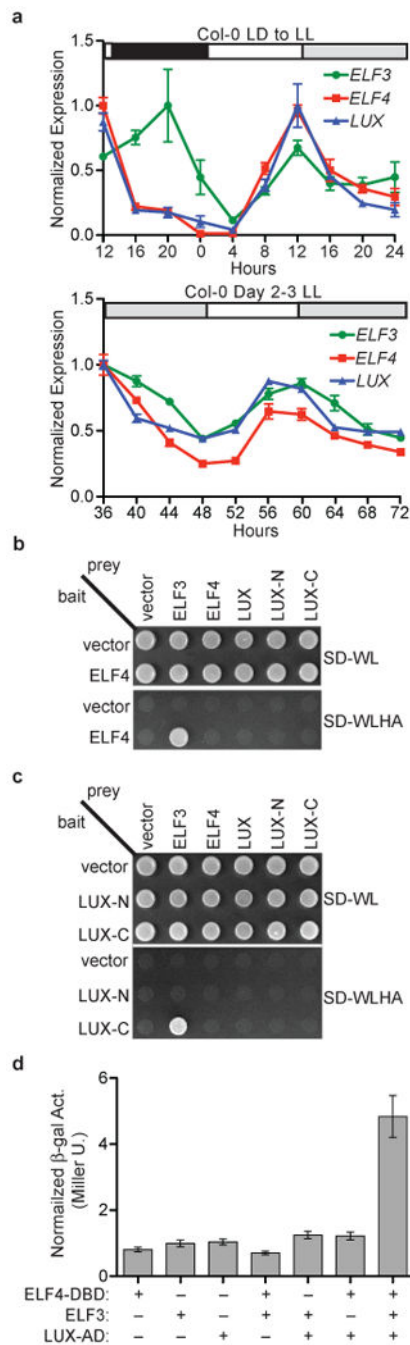 a
Col-0 LD to LL
Normalized Expression
1.5
1.0
0.5
0.0
ELF3
ELF4
LUX
12 16 20 0 4 8 12 16 20 24
Hours
Col-0 Day 2-3 LL
Normalized Expression
1.5
1.0
0.5
0.0
ELF3
ELF4
LUX
36 40 44 48 52 56 60 64 68 72
Hours
b
prey
bait
vector ELF3 ELF4 LUX LUX-N LUX-C
vector
ELF4
SD-WL
vector
ELF4
SD-WLHA
c
prey
bait
vector ELF3 ELF4 LUX LUX-N LUX-C
vector
LUX-N
LUX-C
SD-WL
vector
LUX-N
LUX-C
SD-WLHA
d
Normailzed β-gal Act.
(Miller U.)
6
4
2
0
ELF4-DBD: + – – + – + +
ELF3: – + – + + – +
LUX-AD: – – + – + + +